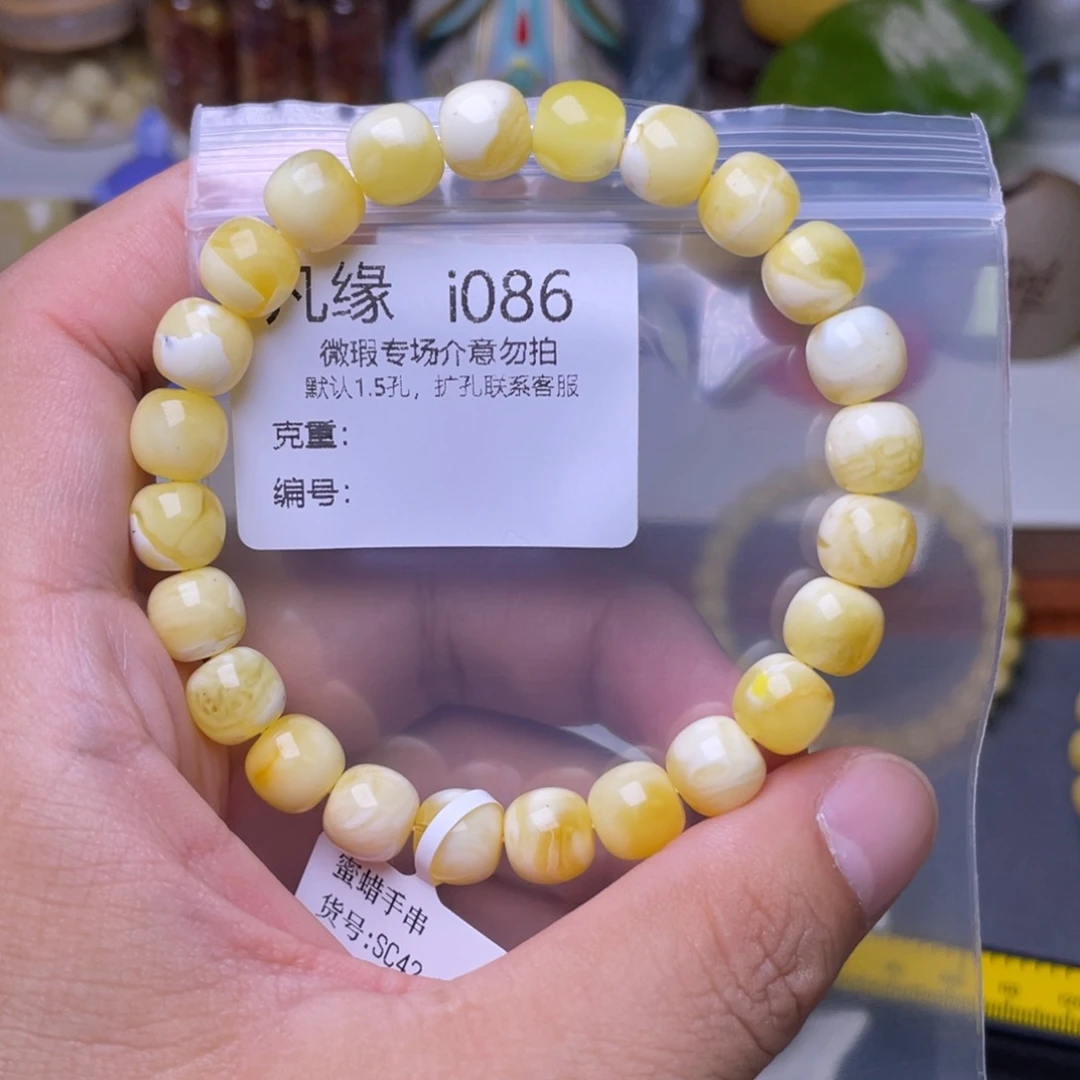 凡缘 i086
微瑕专场介意勿拍
默认1.5孔，扩孔联系客服
克重：
编号：
蜜蜡手串
货号:SC42